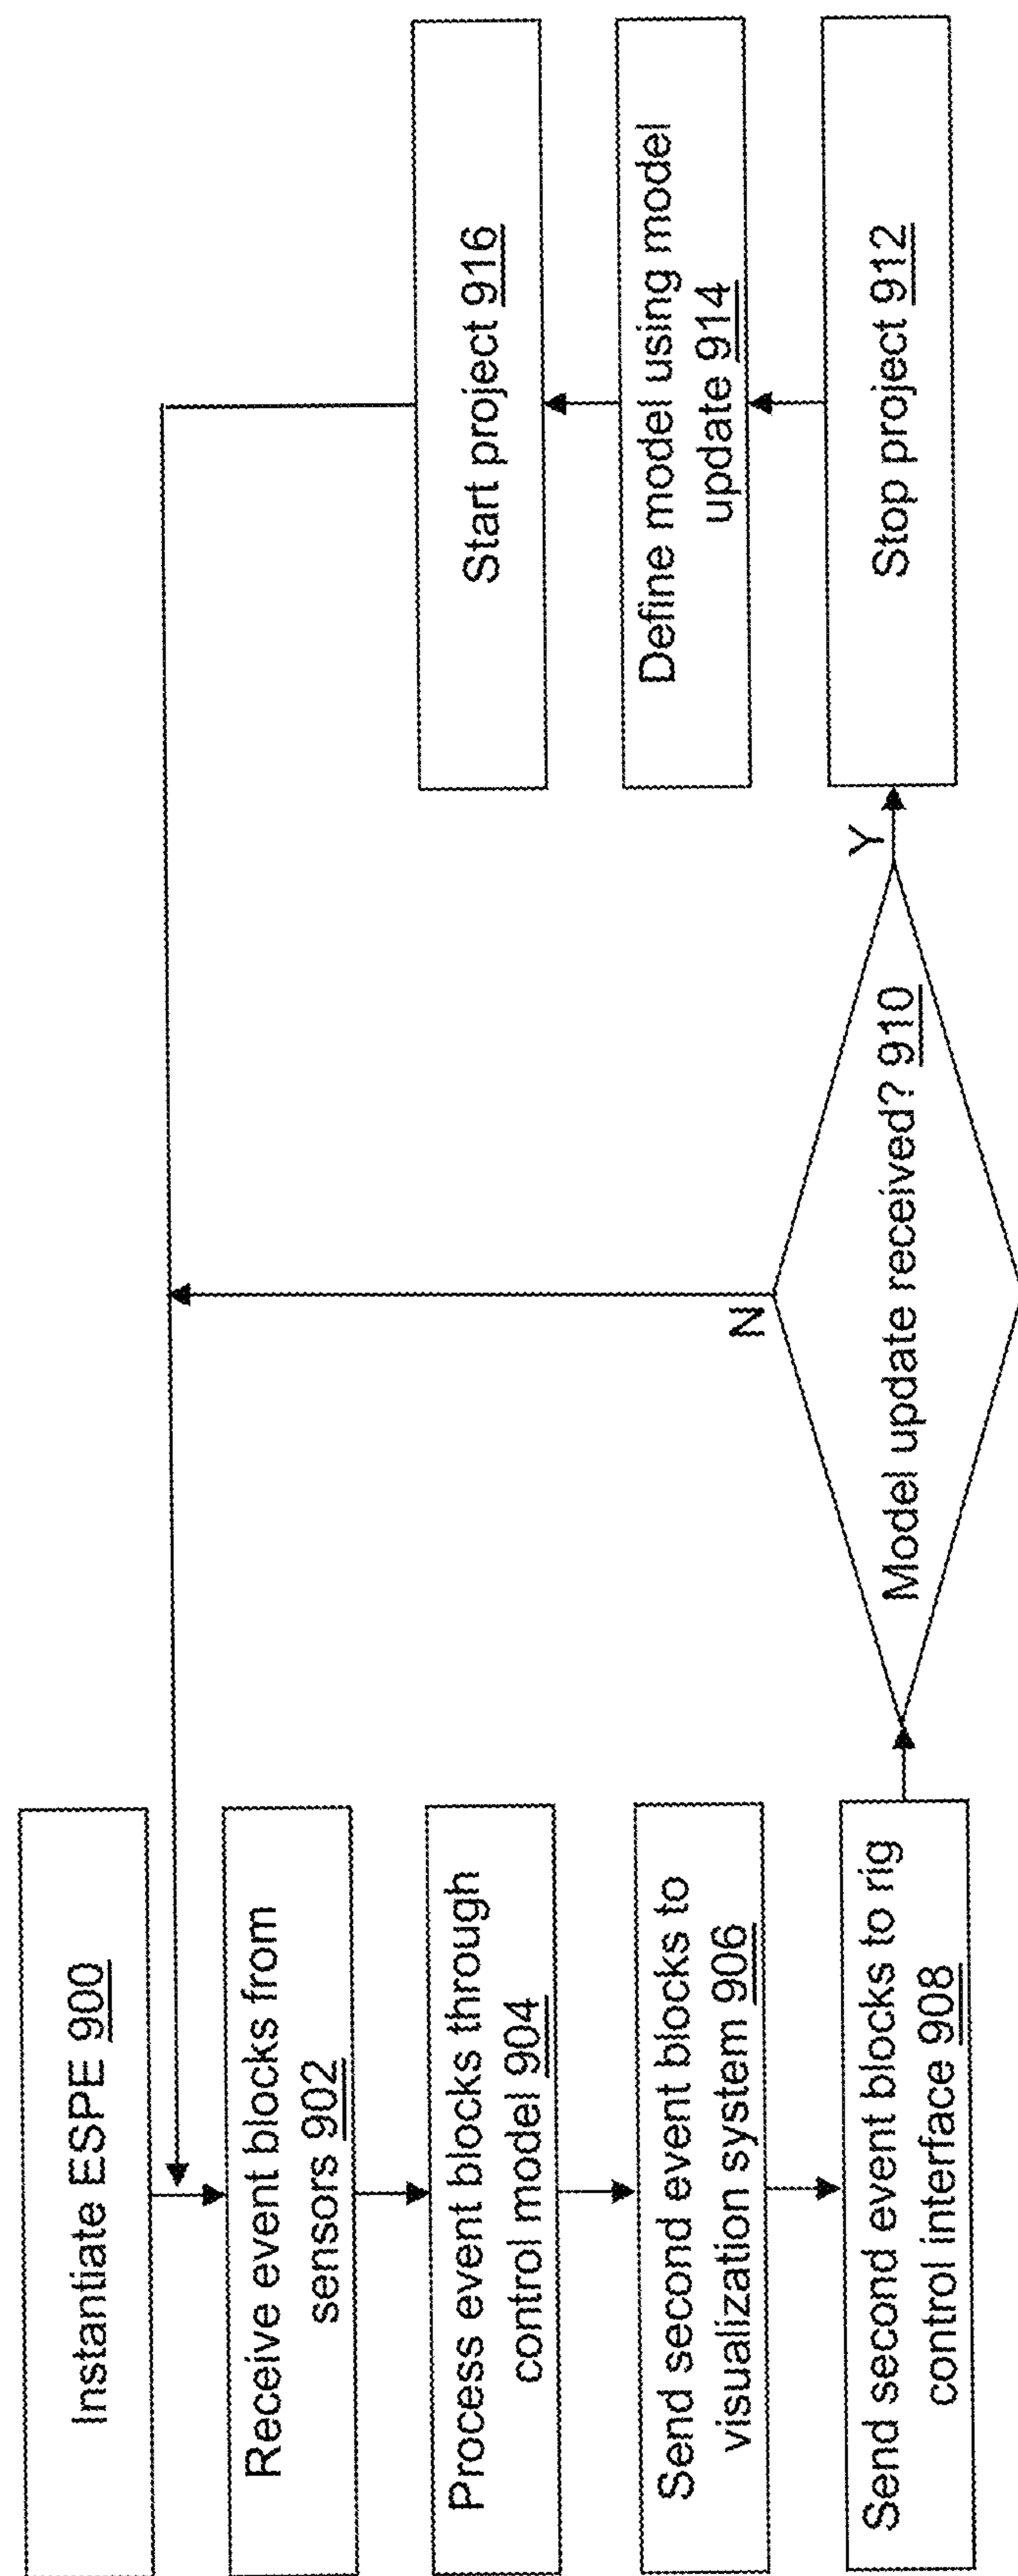 Instantiate ESPE 900
Receive event blocks from
sensors 902
Process event blocks through
control model 904
Send second event blocks to
visualization system 906
Send second event blocks to rig
control interface 908
Model update received? 910
N
Y
Stop project 912
Define model using model
update 914
Start project 916